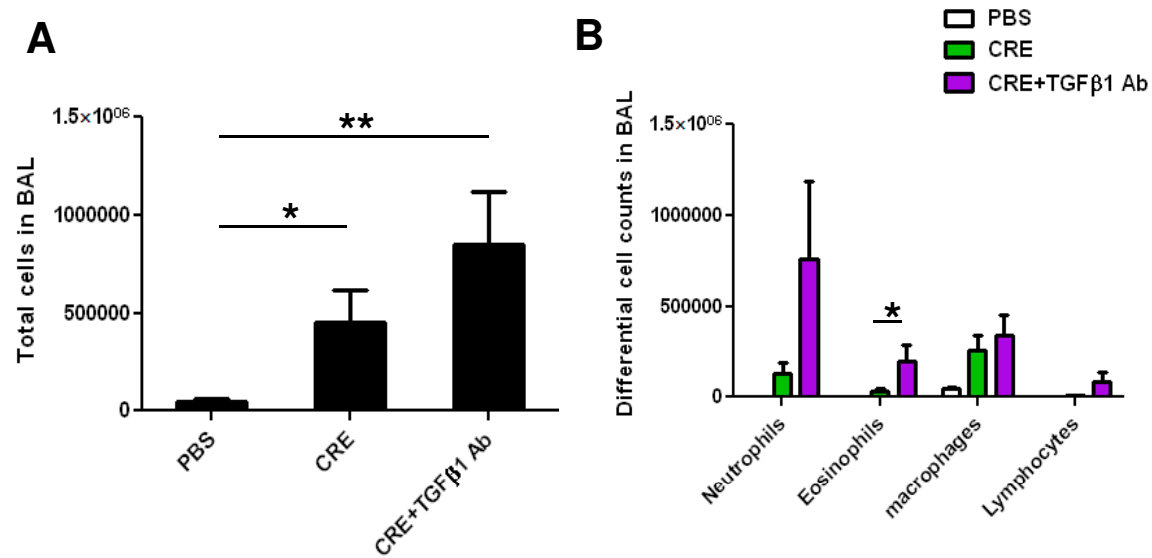 A
Total cells in BAL
1.5×10⁰⁶
1000000
500000
0
**
*
PBS
CRE
CRE+TGFβ1 Ab
B
PBS
CRE
CRE+TGFβ1 Ab
Differential cell counts in BAL
1.5×10⁰⁶
1000000
500000
0
*
Neutrophils
Eosinophils
macrophages
Lymphocytes